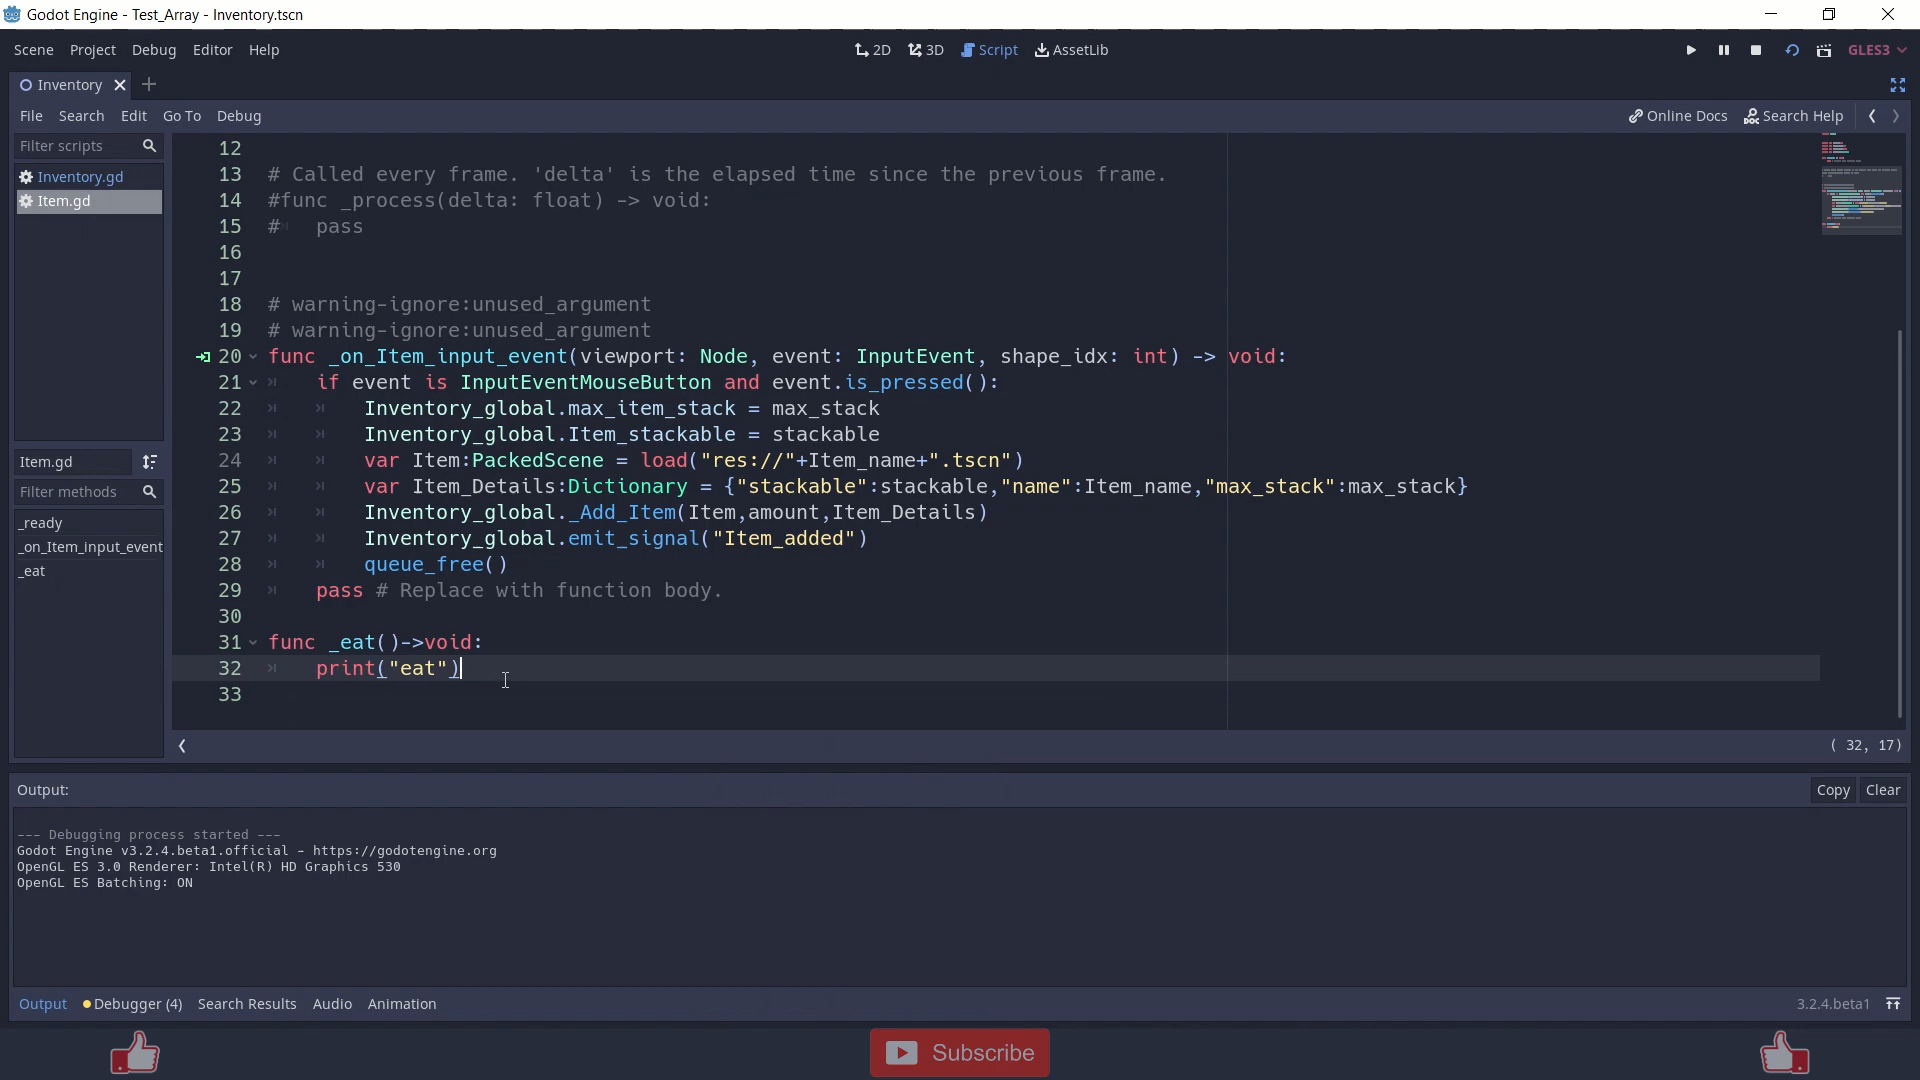 Godot Engine - Test_Array - Inventory.tscn
Scene Project Debug Editor Help 2D 3D Script AssetLib GLES3
Inventory
File Search Edit Go To Debug Online Docs Search Help
Filter scripts
Inventory.gd
Item.gd
Item.gd
Filter methods
_ready
_on_Item_input_event
_eat
12
13 # Called every frame. 'delta' is the elapsed time since the previous frame.
14 #func _process(delta: float) -> void:
15 # pass
16
17
18 # warning-ignore:unused_argument
19 # warning-ignore:unused_argument
20 func _on_Item_input_event(viewport: Node, event: InputEvent, shape_idx: int) -> void:
21 if event is InputEventMouseButton and event.is_pressed():
22 Inventory_global.max_item_stack = max_stack
23 Inventory_global.Item_stackable = stackable
24 var Item:PackedScene = load("res://"+Item_name+".tscn")
25 var Item_Details:Dictionary = {"stackable":stackable,"name":Item_name,"max_stack":max_stack}
26 Inventory_global._Add_Item(Item,amount,Item_Details)
27 Inventory_global.emit_signal("Item_added")
28 queue_free()
29 pass # Replace with function body.
30
31 func _eat()->void:
32 print("eat")
33
( 32, 17)
Output: Copy Clear
--- Debugging process started ---
Godot Engine v3.2.4.beta1.official - https://godotengine.org
OpenGL ES 3.0 Renderer: Intel(R) HD Graphics 530
OpenGL ES Batching: ON
Output Debugger (4) Search Results Audio Animation 3.2.4.beta1
Subscribe